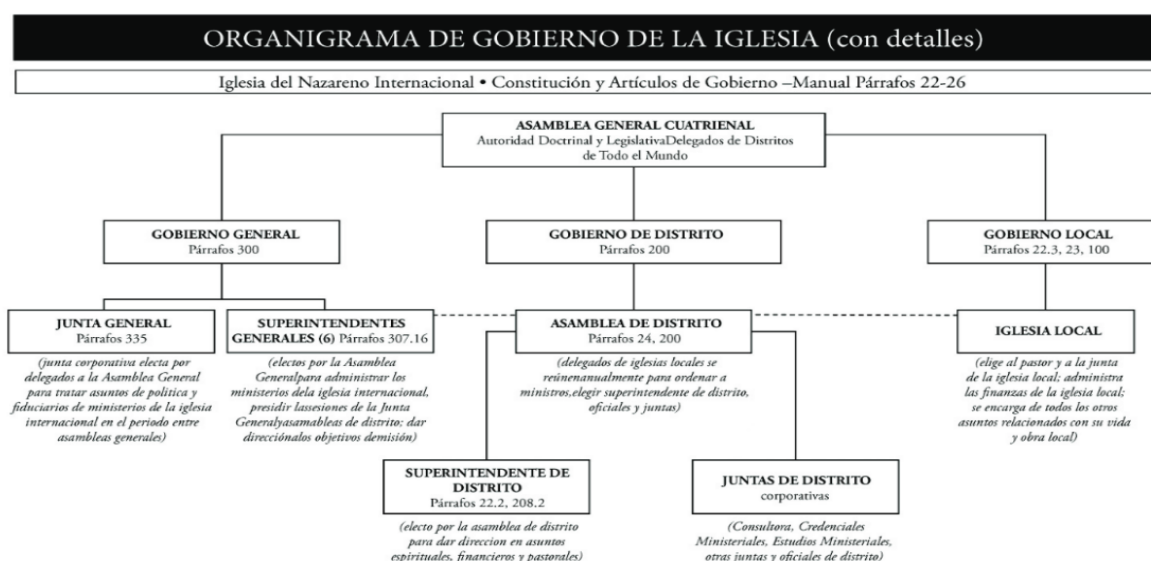 ORGANIGRAMA DE GOBIERNO DE LA IGLESIA (con detalles)
Iglesia del Nazareno Internacional • Constitución y Artículos de Gobierno –Manual Párrafos 22-26
ASAMBLEA GENERAL CUATRIENAL
Autoridad Doctrinal y LegislativaDelegados de Distritos
de Todo el Mundo
GOBIERNO GENERAL
Párrafos 300
GOBIERNO DE DISTRITO
Párrafos 200
GOBIERNO LOCAL
Párrafos 22.3, 23, 100
JUNTA GENERAL
Párrafos 335
(junta corporativa electa por
delegados a la Asamblea General
para tratar asuntos de política y
fiduciarios de ministerios de la iglesia
internacional en el periodo entre
asambleas generales)
SUPERINTENDENTES
GENERALES (6) Párrafos 307.16
(electos por la Asamblea
Generalpara administrar los
ministerios dela iglesia internacional,
presidir lassesiones de la Junta
Generalyasamableas de distrito; dar
direcciónalos objetivos demisión)
ASAMBLEA DE DISTRITO
Párrafos 24, 200
(delegados de iglesias locales se
reúnenanualmente para ordenar a
ministros,elegir superintendente de distrito,
oficiales y juntas)
IGLESIA LOCAL
(elige al pastor y a la junta
de la iglesia local; administra
las finanzas de la iglesia local;
se encarga de todos los otros
asuntos relacionados con su vida
y obra local)
SUPERINTENDENTE DE
DISTRITO
Párrafos 22.2, 208.2
(electo por la asamblea de distrito
para dar direccion en asuntos
espirituales, financieros y pastorales)
JUNTAS DE DISTRITO
corporativas
(Consultora, Credenciales
Ministeriales, Estudios Ministeriales,
otras juntas y oficiales de distrito)